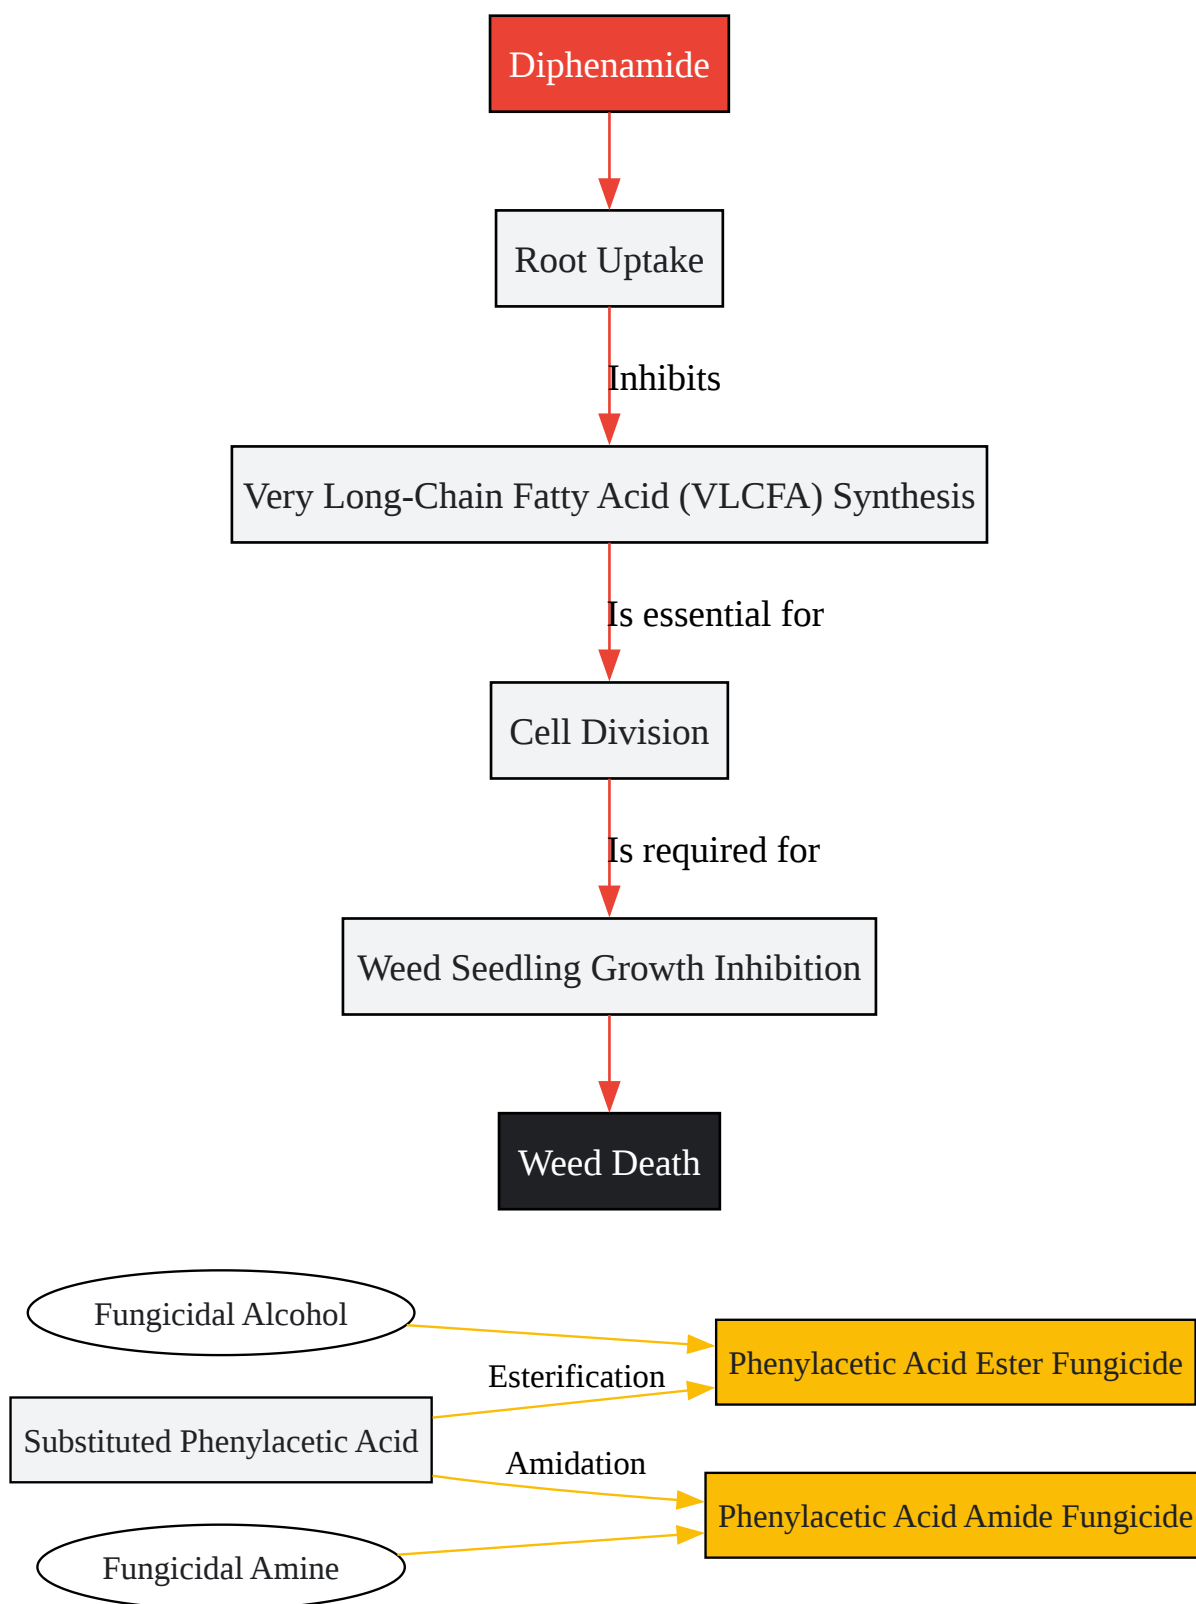 Diphenamide
Root Uptake
Inhibits
Very Long-Chain Fatty Acid (VLCFA) Synthesis
Is essential for
Cell Division
Is required for
Weed Seedling Growth Inhibition
Weed Death
Fungicidal Alcohol
Phenylacetic Acid Ester Fungicide
Esterification
Substituted Phenylacetic Acid
Amidation
Phenylacetic Acid Amide Fungicide
Fungicidal Amine